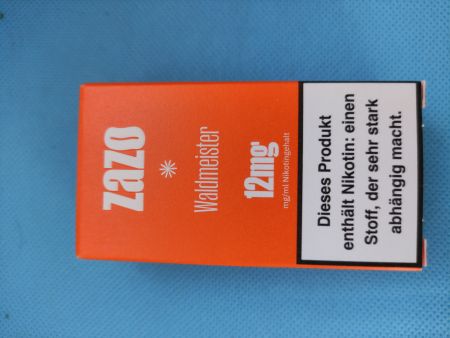 zazo
Waldmeister
12mg
mg/ml Nikotingehalt
Dieses Produkt
enthält Nikotin: einen
Stoff, der sehr stark
abhängig macht.